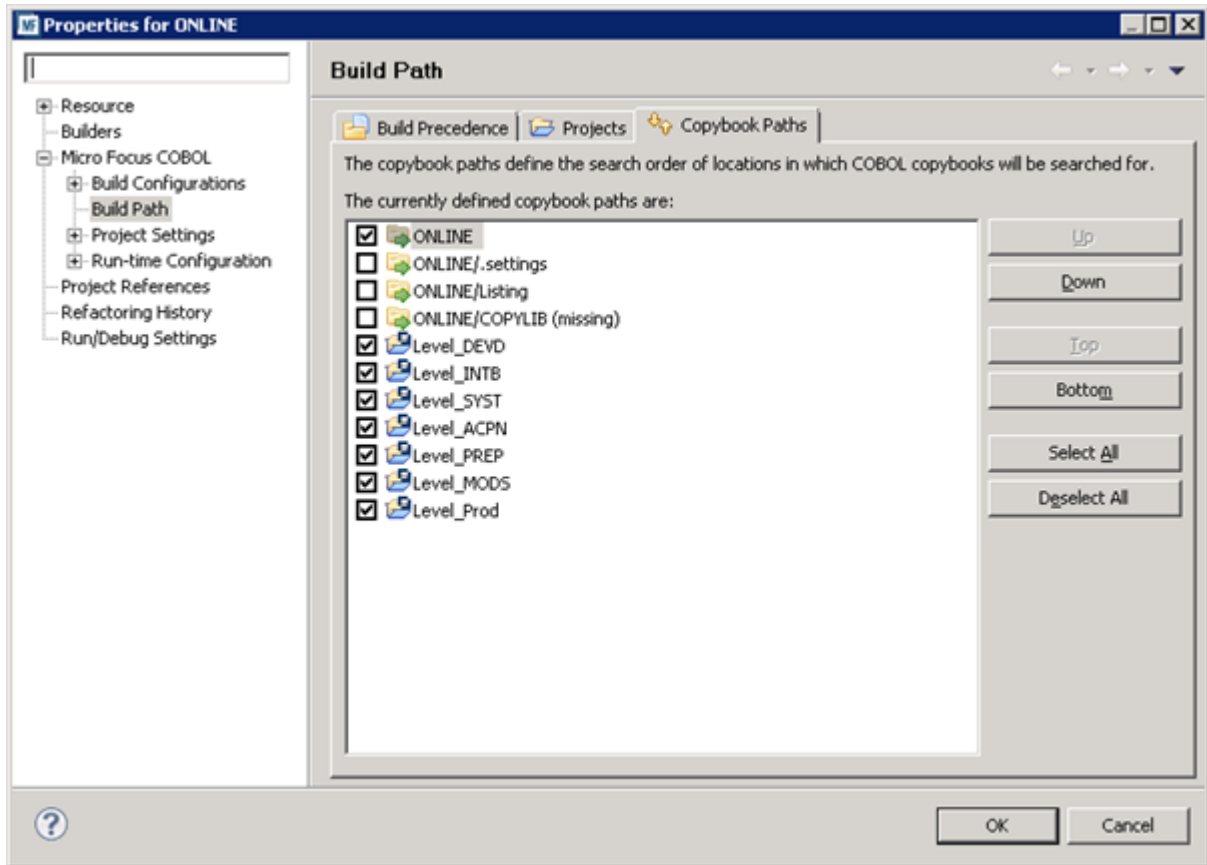 Properties for ONLINE
Build Path
Resource
Builders
Micro Focus COBOL
Build Configurations
Build Path
Project Settings
Run-time Configuration
Project References
Refactoring History
Run/Debug Settings
Build Precedence
Projects
Copybook Paths
The copybook paths define the search order of locations in which COBOL copybooks will be searched for.
The currently defined copybook paths are:
ONLINE
ONLINE/.settings
ONLINE/Listing
ONLINE/COPYLIB (missing)
Level_DEVD
Level_INTB
Level_SYST
Level_ACPN
Level_PREP
Level_MODS
Level_Prod
Up
Down
Top
Bottom
Select All
Deselect All
OK
Cancel